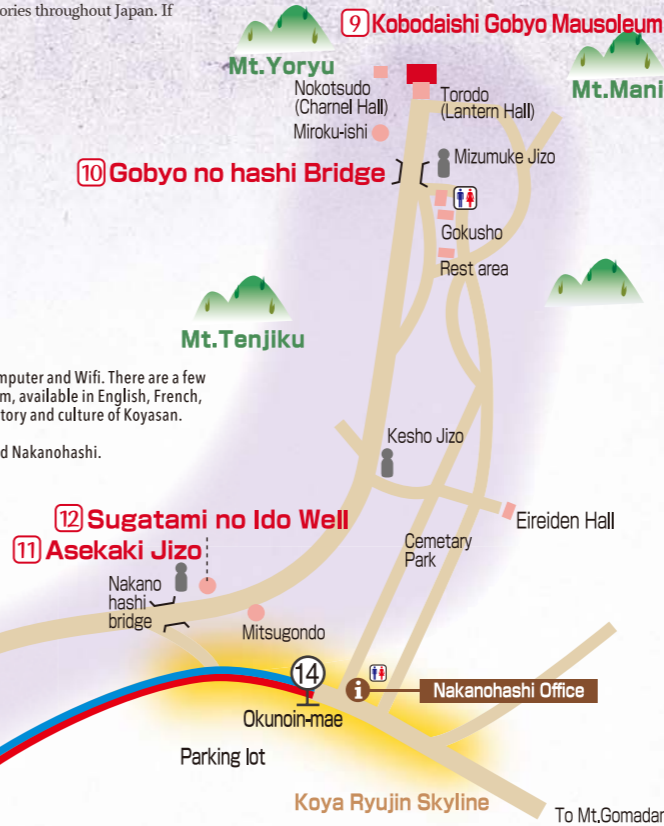 ories throughout Japan. If
⑨ Kobodaishi Gobyo Mausoleum
Mt.Yoryu
Mt.Mani
Nokotsudo
(Charnel Hall)
Torodo
(Lantern Hall)
Miroku-ishi
⑩ Gobyo no hashi Bridge
Mizumuke Jizo
Gokusho
Rest area
Mt.Tenjiku
mputer and Wifi. There are a few
m, available in English, French,
tory and culture of Koyasan.
d Nakanohashi.
Kesho Jizo
⑫ Sugatami no Ido Well
⑪ Asekaki Jizo
Eireiden Hall
Cemetary
Park
Nakano
hashi
bridge
Mitsugondo
⑭
i
Nakanohashi Office
Okunoin-mae
Parking lot
Koya Ryujin Skyline
To Mt.Gomadan